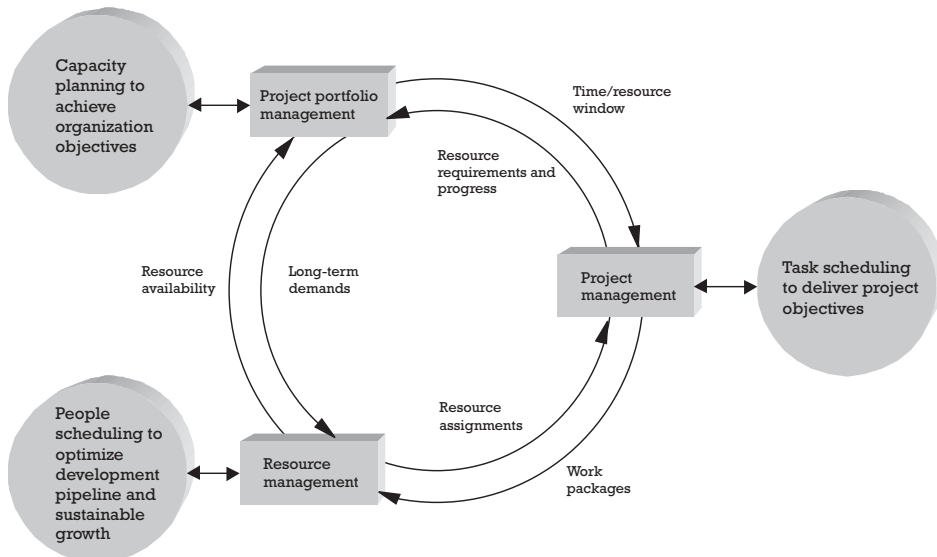 Capacity
planning to
achieve
organization
objectives
Project portfolio
management
Time/resource
window
Resource
requirements and
progress
Resource
availability
Long-term
demands
Project
management
Task scheduling
to deliver project
objectives
People
scheduling to
optimize
development
pipeline and
sustainable
growth
Resource
management
Resource
assignments
Work
packages